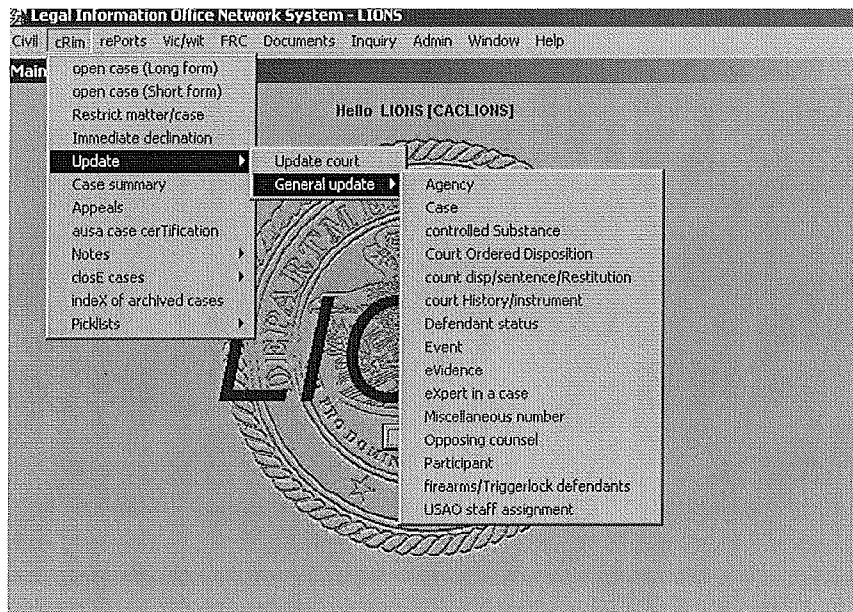 Legal Information Office Network System - LIONS
Civil cRim rePorts Vic/wit FRC Documents Inquiry Admin Window Help
Main
open case (Long form)
open case (Short form)
Restrict matter/case
Immediate declination
Update
Case summary
Appeals
ausa case cerTification
Notes
closE cases
indeX of archived cases
Picklists
Hello LIONS [CACLIONS]
Update court
General update
Agency
Case
controlled Substance
Court Ordered Disposition
count disp/sentence/Restitution
court History/instrument
Defendant status
Event
eVidence
eXpert in a case
Miscellaneous number
Opposing counsel
Participant
firearms/Triggerlock defendants
USAO staff assignment
LIO
PRO DOMIN